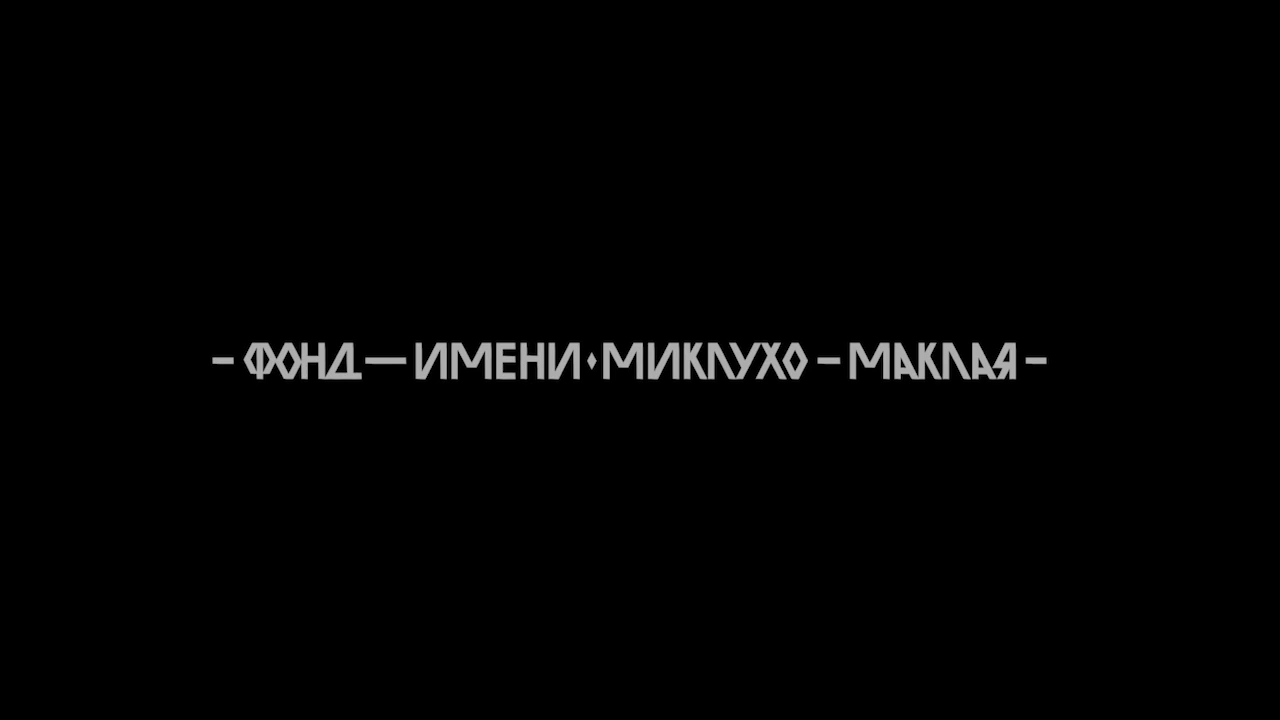 – ФОНД — ИМЕНИ · МИКЛУХО – МАКЛАЯ –